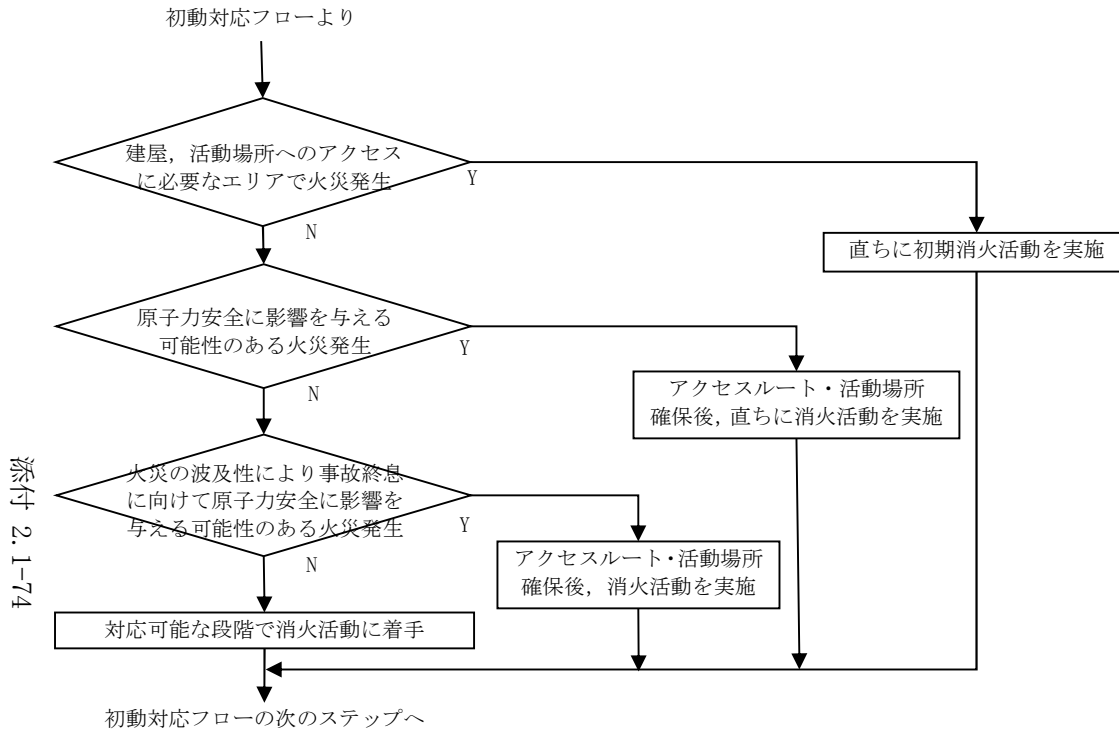 初動対応フローより
建屋，活動場所へのアクセス
に必要なエリアで火災発生
Y
N
直ちに初期消火活動を実施
原子力安全に影響を与える
可能性のある火災発生
Y
N
アクセスルート・活動場所
確保後，直ちに消火活動を実施
火災の波及性により事故終息
に向けて原子力安全に影響を
与える可能性のある火災発生
Y
N
アクセスルート・活動場所
確保後，消火活動を実施
対応可能な段階で消火活動に着手
初動対応フローの次のステップへ
添付 2.1-74